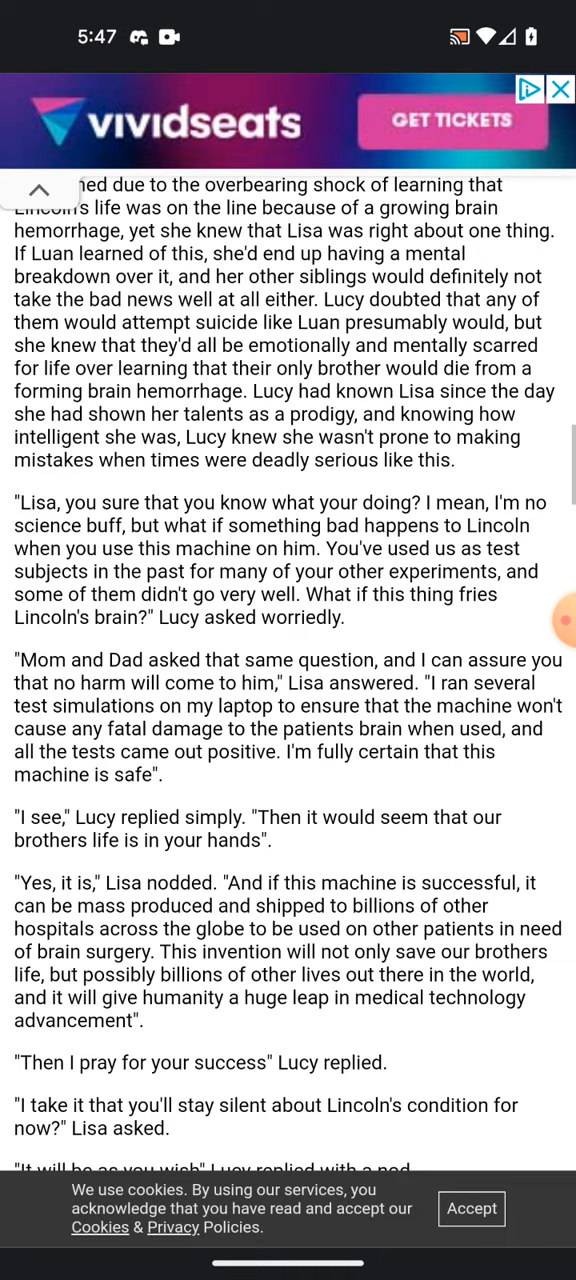 5:47
vividseats
GET TICKETS
ned due to the overbearing shock of learning that
Lincoln's life was on the line because of a growing brain
hemorrhage, yet she knew that Lisa was right about one thing.
If Luan learned of this, she'd end up having a mental
breakdown over it, and her other siblings would definitely not
take the bad news well at all either. Lucy doubted that any of
them would attempt suicide like Luan presumably would, but
she knew that they'd all be emotionally and mentally scarred
for life over learning that their only brother would die from a
forming brain hemorrhage. Lucy had known Lisa since the day
she had shown her talents as a prodigy, and knowing how
intelligent she was, Lucy knew she wasn't prone to making
mistakes when times were deadly serious like this.
"Lisa, you sure that you know what your doing? I mean, I'm no
science buff, but what if something bad happens to Lincoln
when you use this machine on him. You've used us as test
subjects in the past for many of your other experiments, and
some of them didn't go very well. What if this thing fries
Lincoln's brain?" Lucy asked worriedly.
"Mom and Dad asked that same question, and I can assure you
that no harm will come to him," Lisa answered. "I ran several
test simulations on my laptop to ensure that the machine won't
cause any fatal damage to the patients brain when used, and
all the tests came out positive. I'm fully certain that this
machine is safe".
"I see," Lucy replied simply. "Then it would seem that our
brothers life is in your hands".
"Yes, it is," Lisa nodded. "And if this machine is successful, it
can be mass produced and shipped to billions of other
hospitals across the globe to be used on other patients in need
of brain surgery. This invention will not only save our brothers
life, but possibly billions of other lives out there in the world,
and it will give humanity a huge leap in medical technology
advancement".
"Then I pray for your success" Lucy replied.
"I take it that you'll stay silent about Lincoln's condition for
now?" Lisa asked.
"It will be as you wish" Lucy replied with a nod.
We use cookies. By using our services, you
acknowledge that you have read and accept our
Cookies & Privacy Policies.
Accept